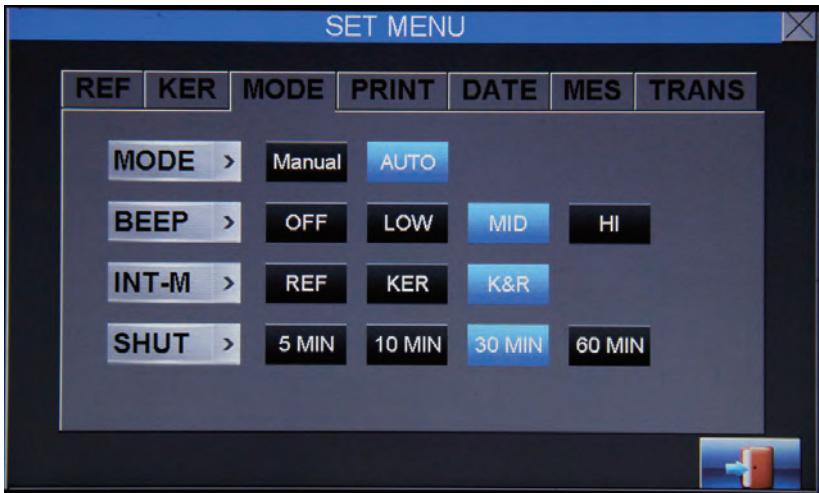 SET MENU
REF KER MODE PRINT DATE MES TRANS
MODE > Manual AUTO
BEEP > OFF LOW MID HI
INT-M > REF KER K&R
SHUT > 5 MIN 10 MIN 30 MIN 60 MIN